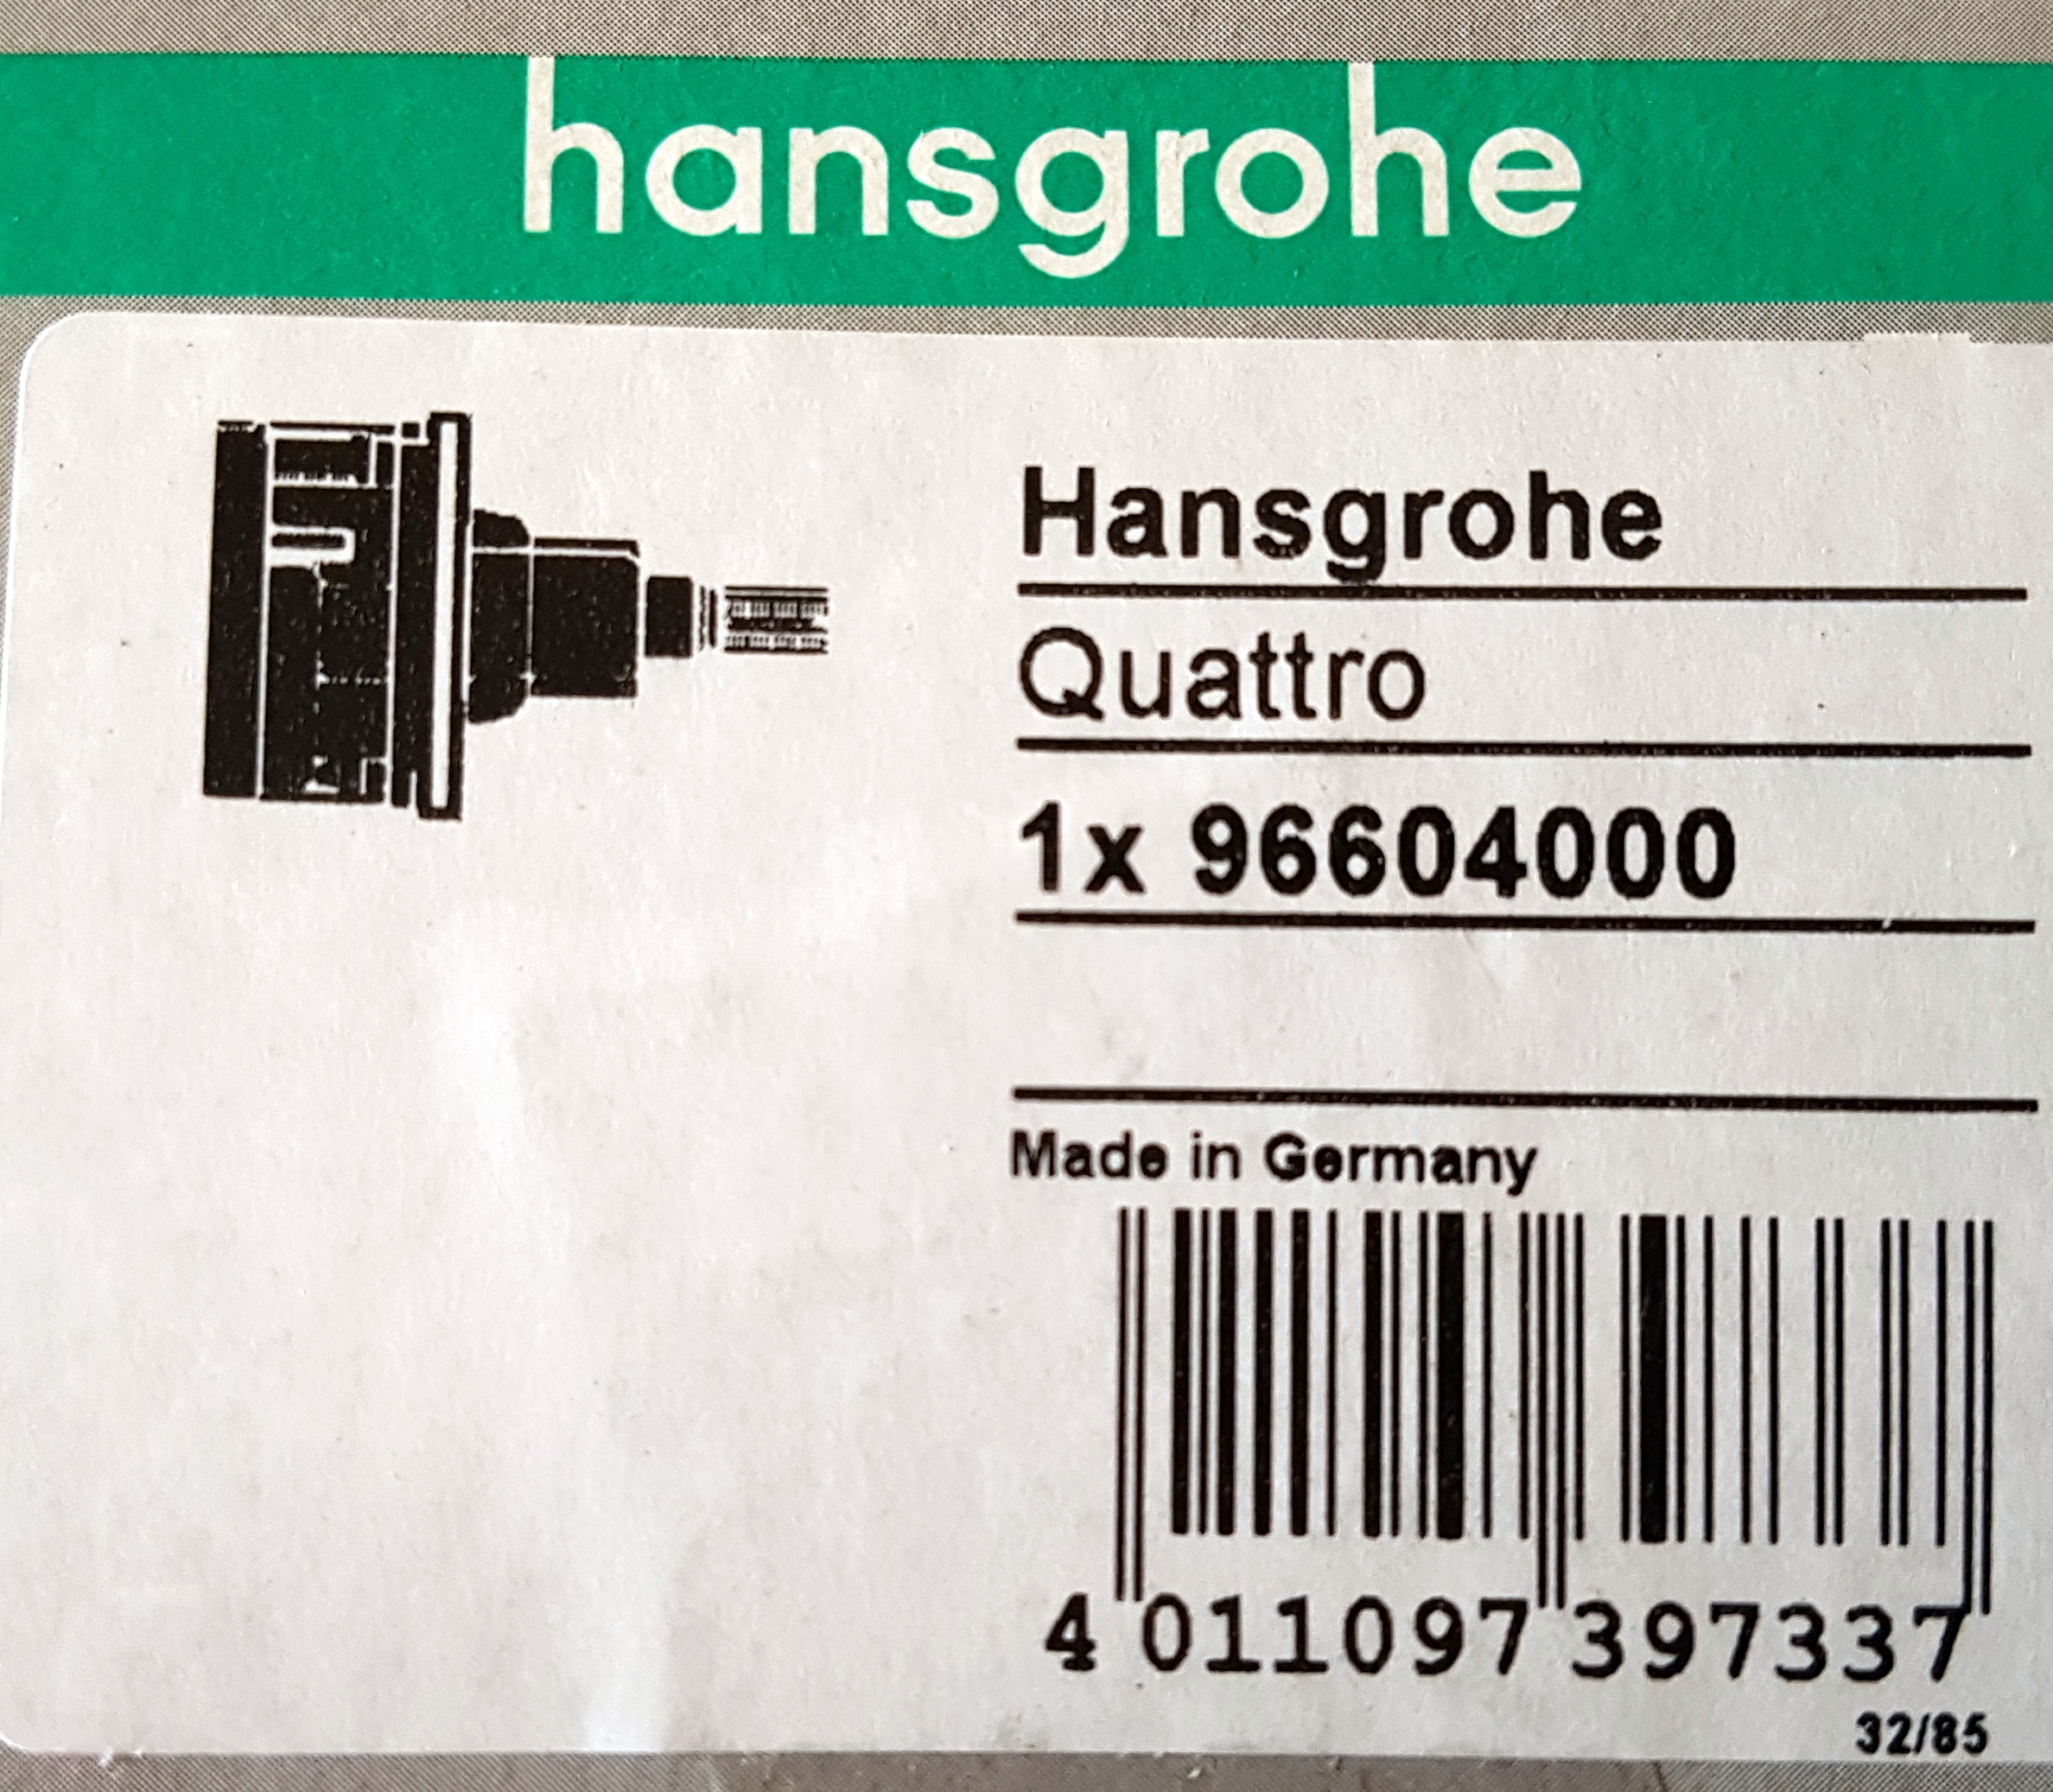 hansgrohe
Hansgrohe
Quattro
1x 96604000
Made in Germany
4 011097 397337
32/85